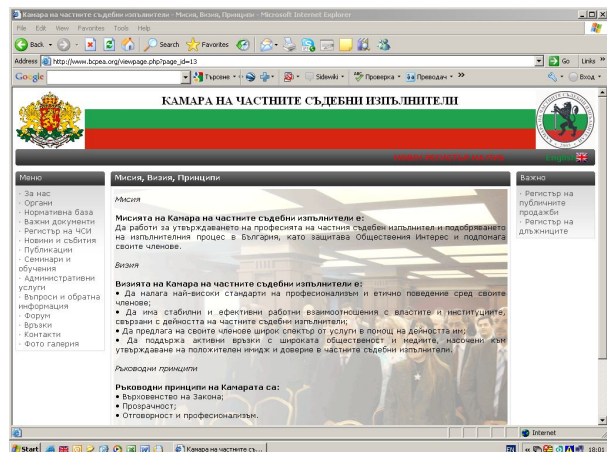 Камара на частните съдебни изпълнители - Мисия, Визия, Принципи - Microsoft Internet Explorer
File Edit View Favorites Tools Help
Back Search Favorites
Address http://www.bcpea.org/viewpage.php?page_id=13 Go Links
Google Търсене Sidewiki Проверка Преводач Вход
КАМАРА НА ЧАСТНИТЕ СЪДЕБНИ ИЗПЪЛНИТЕЛИ
English
Меню
За нас
Органи
Нормативна база
Важни документи
Регистър на ЧСИ
Новини и събития
Публикации
Семинари и
обучения
Административни
услуги
Въпроси и обратна
информация
Форум
Връзки
Контакти
Фото галерия
Мисия, Визия, Принципи
Мисия
Мисията на Камара на частните съдебни изпълнители е:
Да работи за утвърждаването на професията на частния съдебен изпълнител и подобряването
на изпълнителния процес в България, като защитава Обществения Интерес и подпомага
своите членове.
Визия
Визията на Камара на частните съдебни изпълнители е:
• Да налага най-високи стандарти на професионализъм и етично поведение сред своите
членове;
• Да има стабилни и ефективни работни взаимоотношения с властите и институциите,
свързани с дейността на частните съдебни изпълнители;
• Да предлага на своите членове широк спектър от услуги в помощ на дейността им;
• Да поддържа активни връзки с широката общественост и медиите, насочени към
утвърждаване на положителен имидж и доверие в частните съдебни изпълнители.
Ръководни принципи
Ръководни принципи на Камарата са:
• Върховенство на Закона;
• Прозрачност;
• Отговорност и професионализъм.
Важно
Регистър на
публичните
продажби
Регистър на
длъжниците
Internet
Start Камара на частните съ... EN 18:01